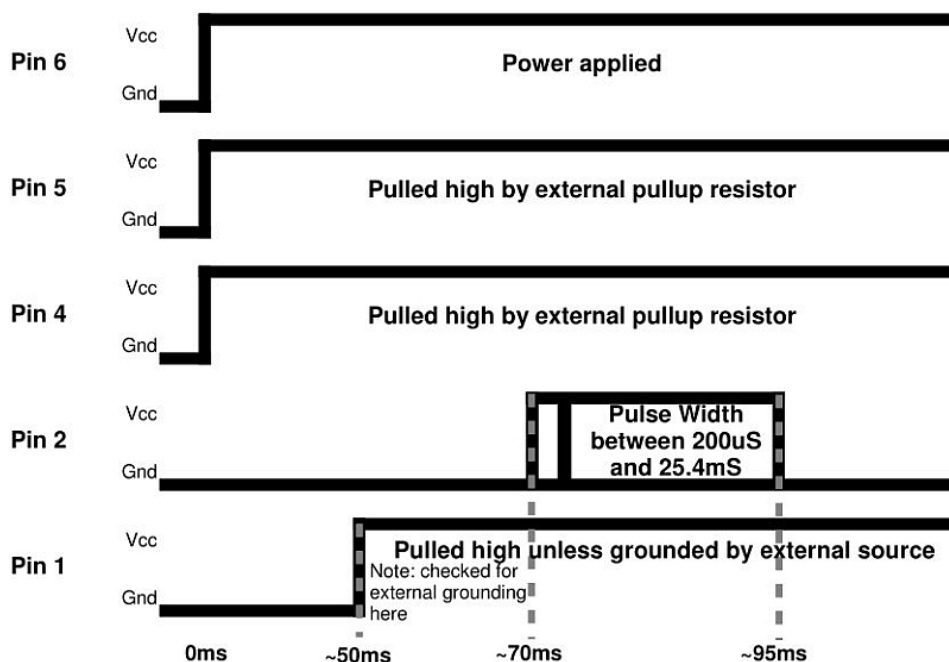 Pin 6
Vcc
Gnd
Power applied
Pin 5
Vcc
Gnd
Pulled high by external pullup resistor
Pin 4
Vcc
Gnd
Pulled high by external pullup resistor
Pin 2
Vcc
Gnd
Pulse Width
between 200uS
and 25.4mS
Pin 1
Vcc
Gnd
Pulled high unless grounded by external source
Note: checked for
external grounding
here
0ms
~50ms
~70ms
~95ms